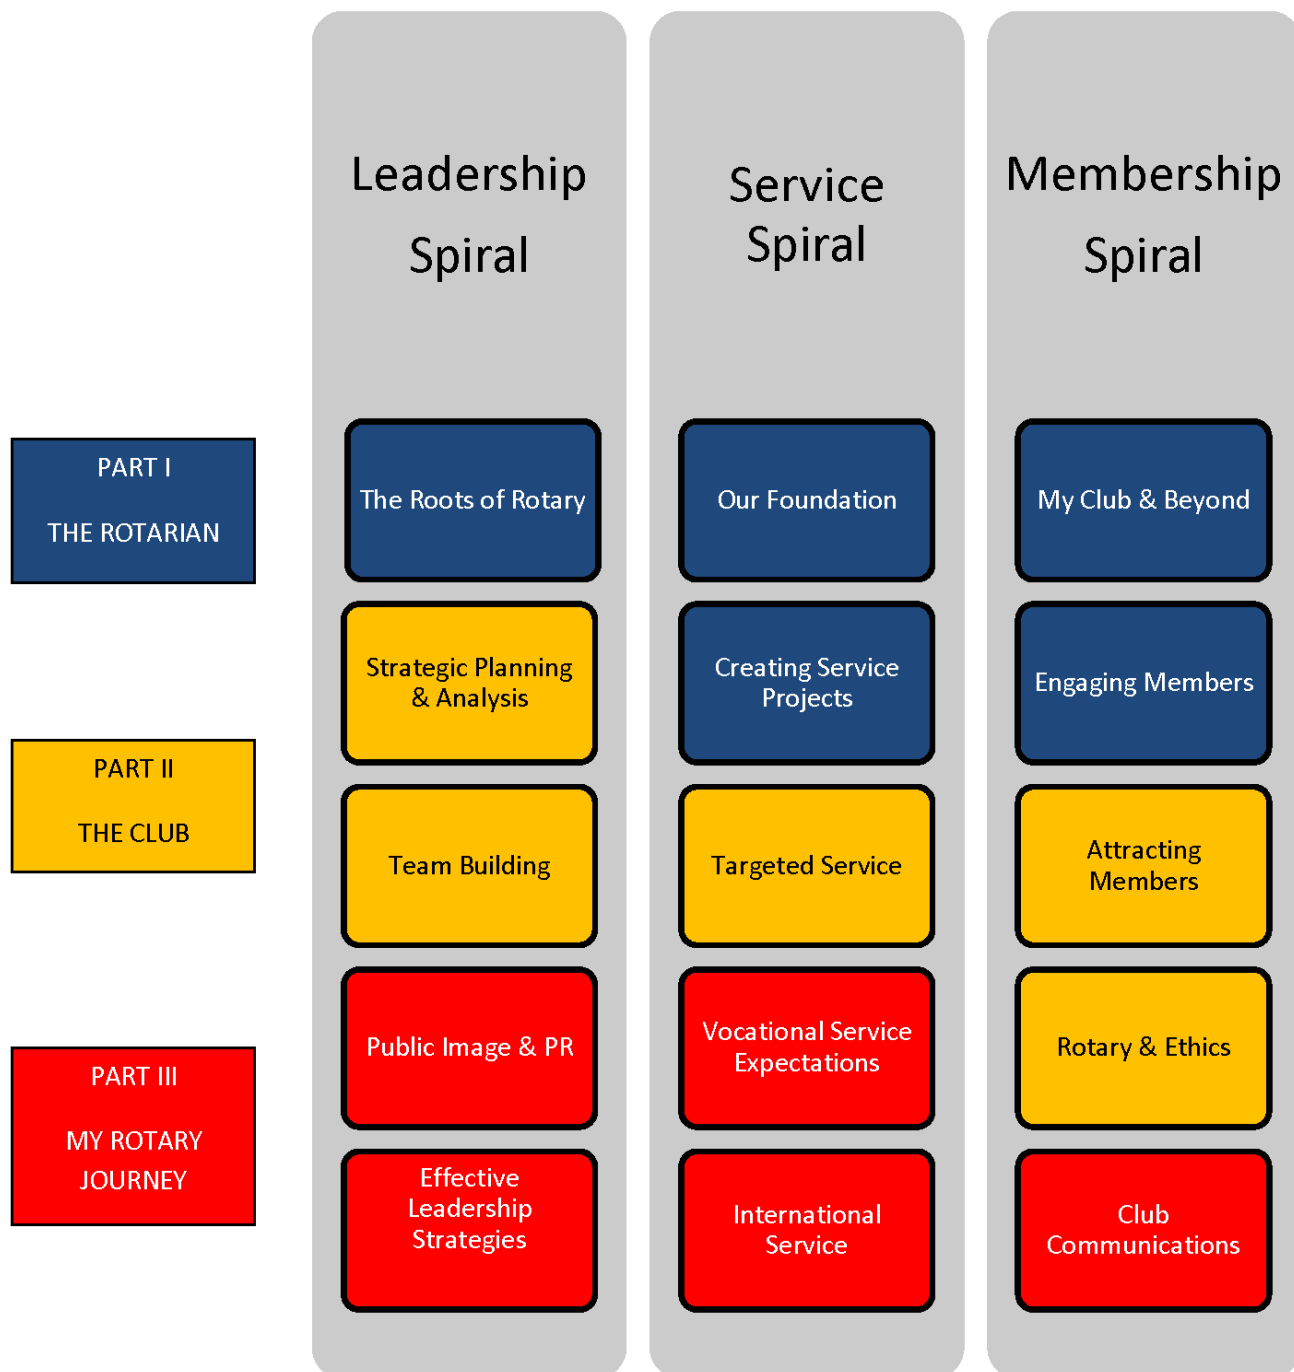 Leadership
Spiral
Service
Spiral
Membership
Spiral
PART I
THE ROTARIAN
The Roots of Rotary
Our Foundation
My Club & Beyond
Strategic Planning
& Analysis
Creating Service
Projects
Engaging Members
PART II
THE CLUB
Team Building
Targeted Service
Attracting
Members
Public Image & PR
Vocational Service
Expectations
Rotary & Ethics
PART III
MY ROTARY
JOURNEY
Effective
Leadership
Strategies
International
Service
Club
Communications